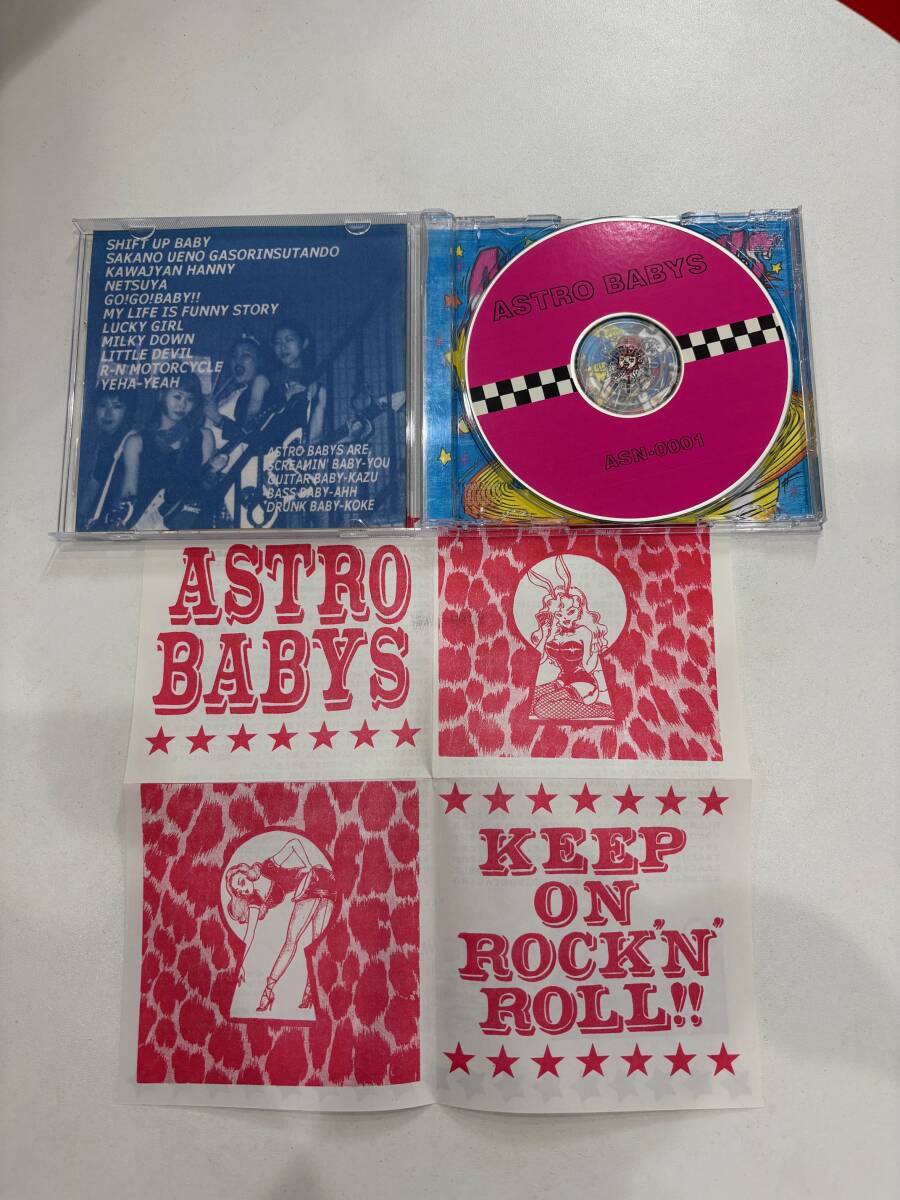 SHIFT UP BABY
SAKANO UENO GASORINSUTANDO
KAWAJYAN HANNY
NETSUYA
GO!GO!BABY!!
MY LIFE IS FUNNY STORY
LUCKY GIRL
MILKY DOWN
LITTLE DEVIL
R-N MOTORCYCLE
YEHA-YEAH
ASTRO BABYS ARE
SCREAMIN' BABY-YOU
GUITAR BABY-KAZU
BASS BABY-AHH
DRUNK BABY-KOKE
ASTRO BABYS
ASN-0001
ASTRO
BABYS
KEEP
ON
ROCK"N"
ROLL!!